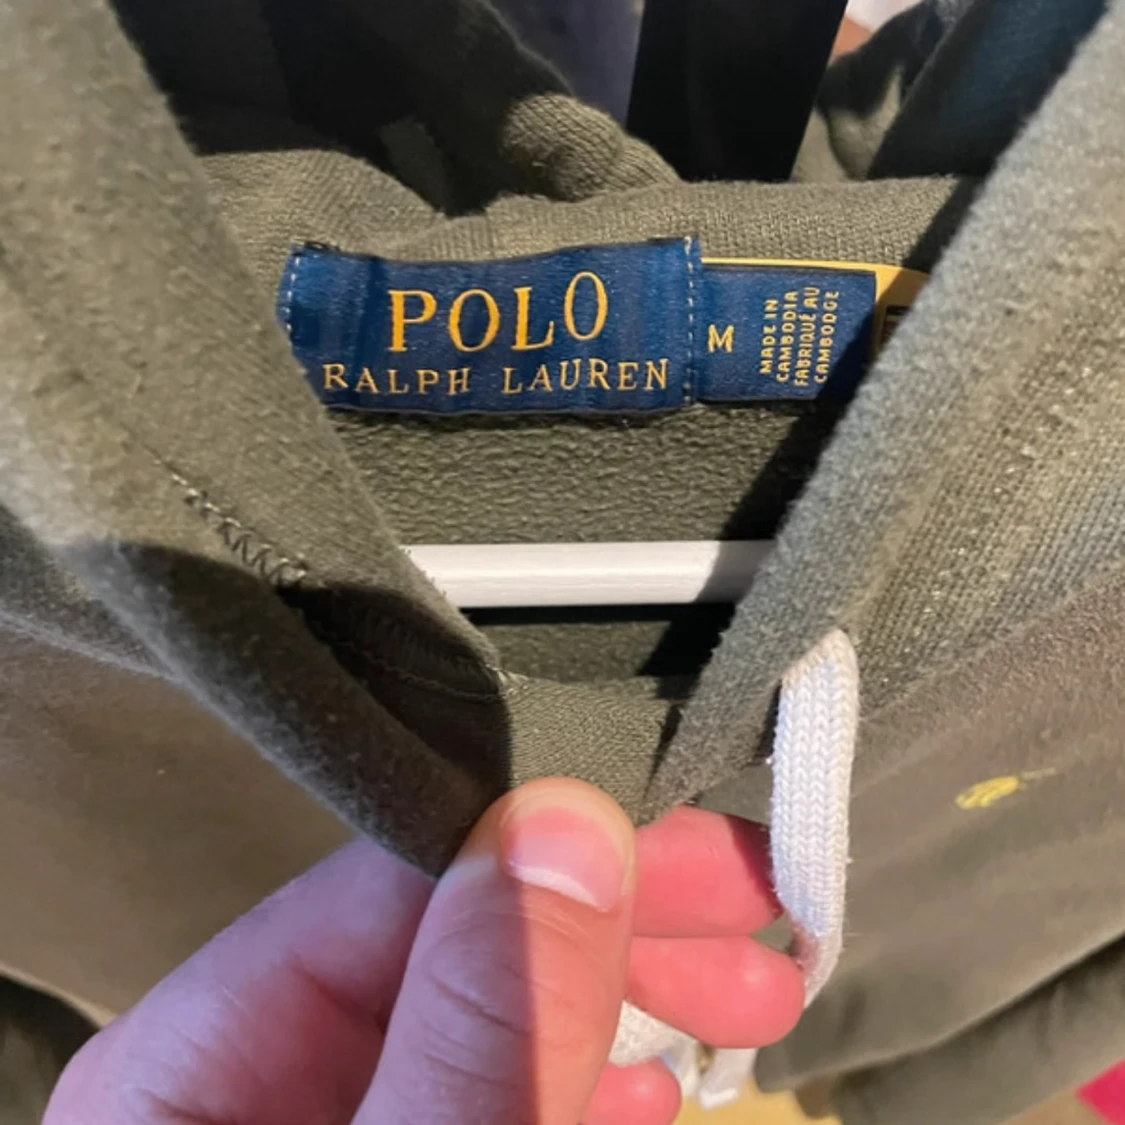 POLO
RALPH LAUREN
M
MADE IN
CAMBODIA
FABRIQUÉ AU
CAMBODGE